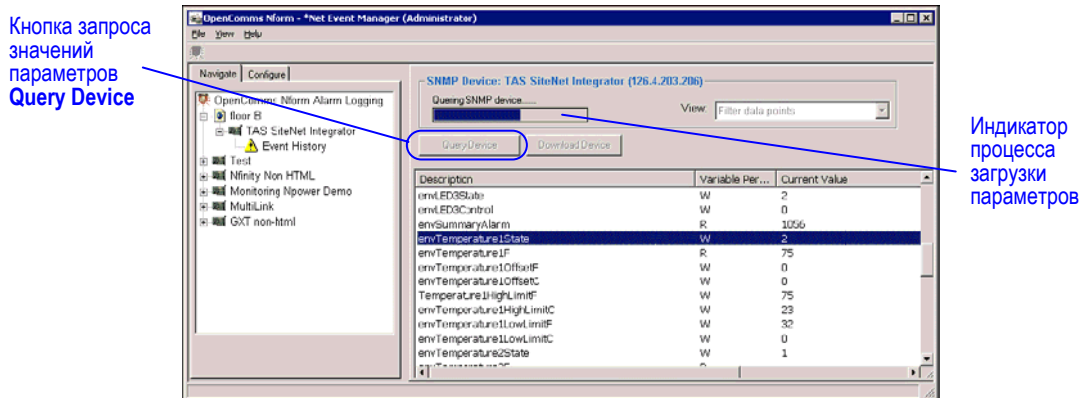 Кнопка запроса
значений
параметров
Query Device
OpenComms Nform - *Net Event Manager (Administrator)
File View Help
Navigate Configure
OpenComms Nform Alarm Logging
floor B
TAS SiteNet Integrator
Event History
Test
Nfinity Non HTML
Monitoring Npower Demo
MultiLink
GXT non-html
SNMP Device: TAS SiteNet Integrator (126.4.203.206)
Quering SNMP device......
View: Filter data points
Query Device Download Device
Description Variable Per... Current Value
envLED3State W 2
envLED3Control W 0
envSummaryAlarm R 1056
envTemperature1State W 2
envTemperature1F R 75
envTemperature1OffsetF W 0
envTemperature1OffsetC W 0
Temperature1HighLimitF W 75
envTemperature1HighLimitC W 23
envTemperature1LowLimitF W 32
envTemperature1LowLimitC W 0
envTemperature2State W 1
Индикатор
процесса
загрузки
параметров